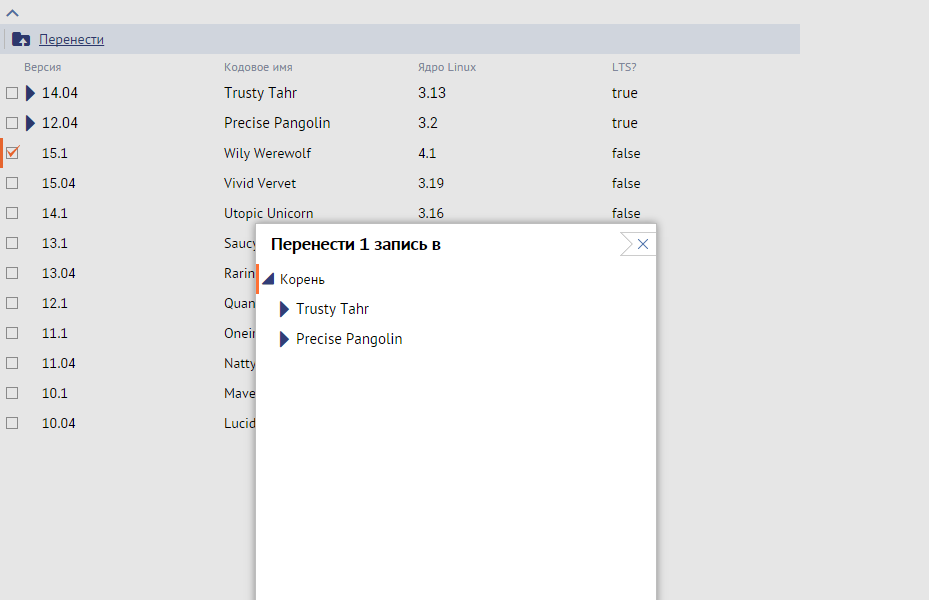 Перенести
Версия Кодовое имя Ядро Linux LTS?
14.04 Trusty Tahr 3.13 true
12.04 Precise Pangolin 3.2 true
15.1 Wily Werewolf 4.1 false
15.04 Vivid Vervet 3.19 false
14.1 Utopic Unicorn 3.16 false
13.1 Saucy
13.04 Rarin
12.1 Quan
11.1 Oneir
11.04 Natty
10.1 Mave
10.04 Lucid
Перенести 1 запись в
Корень
Trusty Tahr
Precise Pangolin